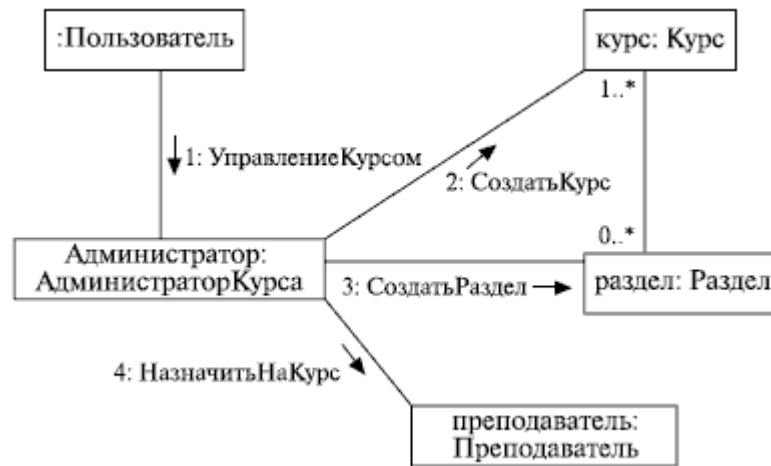 :Пользователь
курс: Курс
1..*
1: УправлениеКурсом
2: СоздатьКурс
0..*
Администратор:
АдминистраторКурса
3: СоздатьРаздел
раздел: Раздел
4: НазначитьНаКурс
преподаватель:
Преподаватель